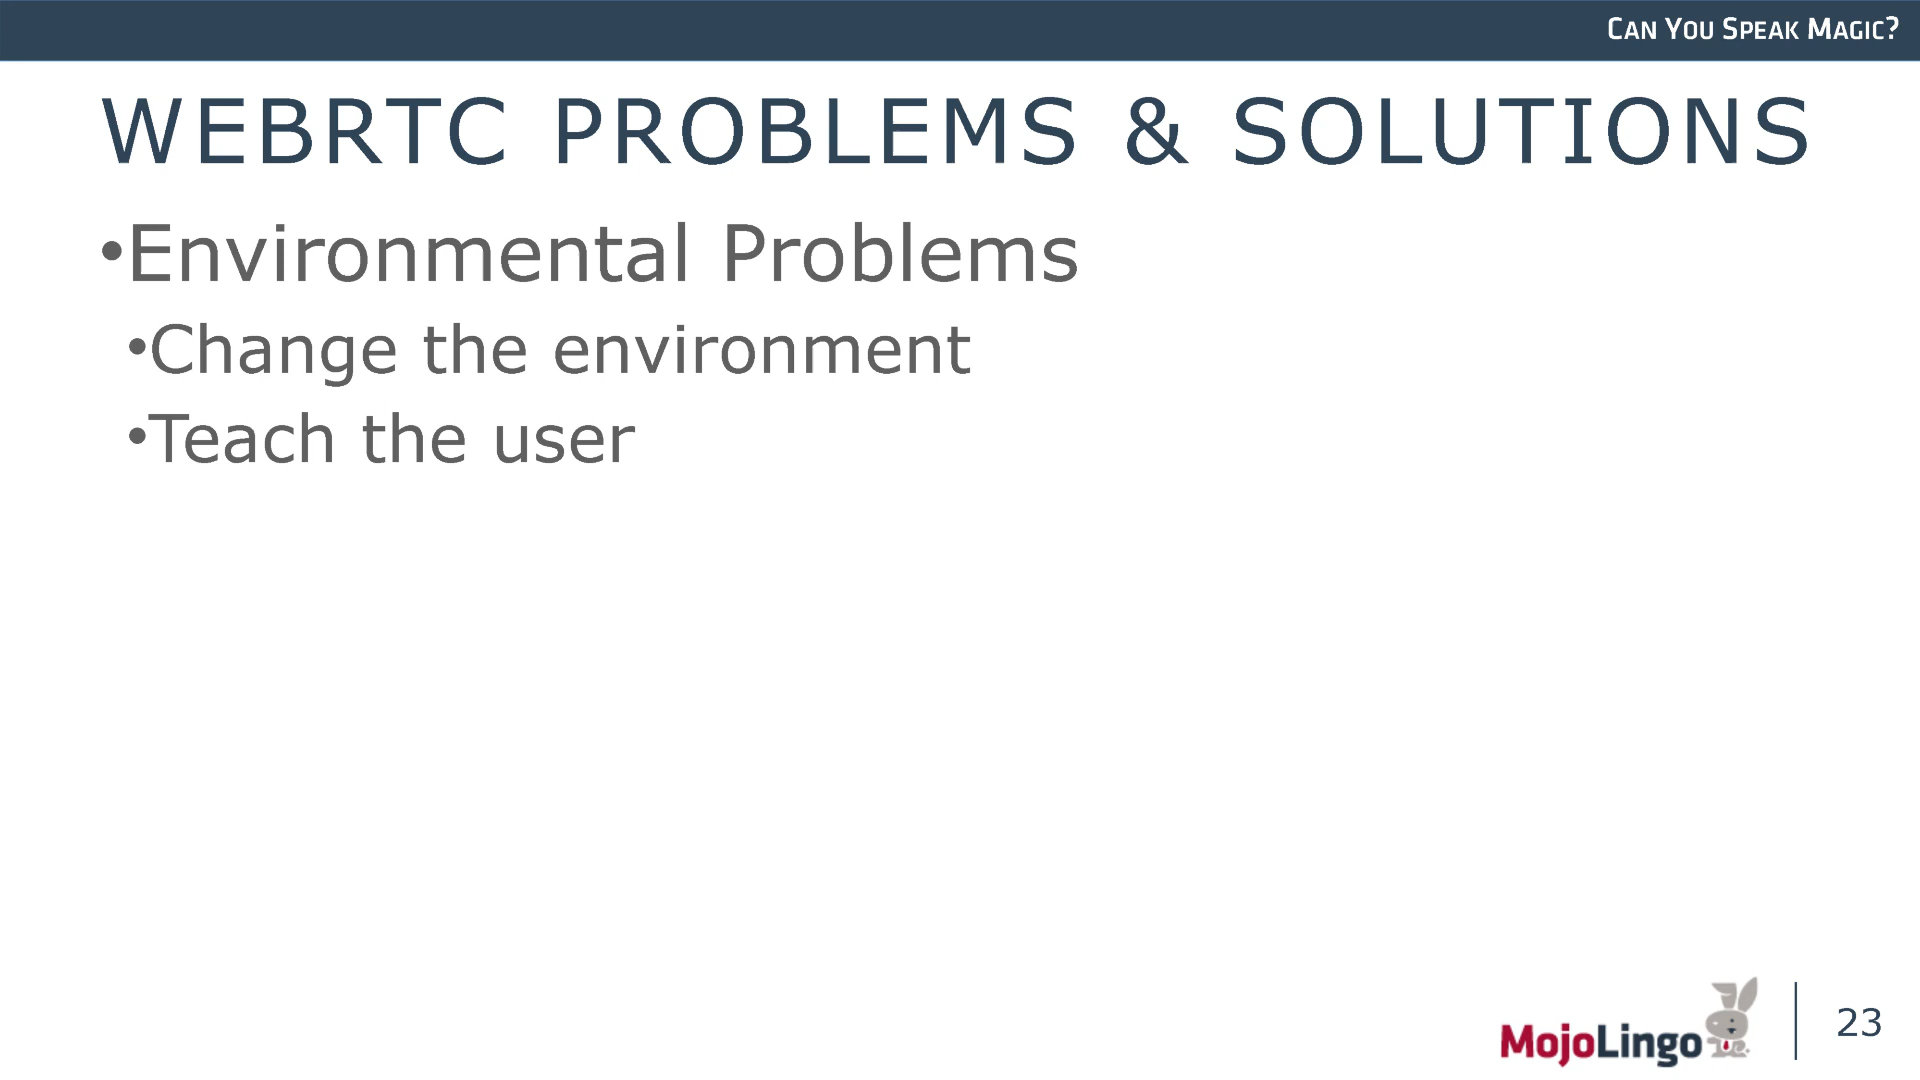 Can You Speak Magic?
WEBRTC PROBLEMS & SOLUTIONS
•Environmental Problems
•Change the environment
•Teach the user
MojoLingo
23